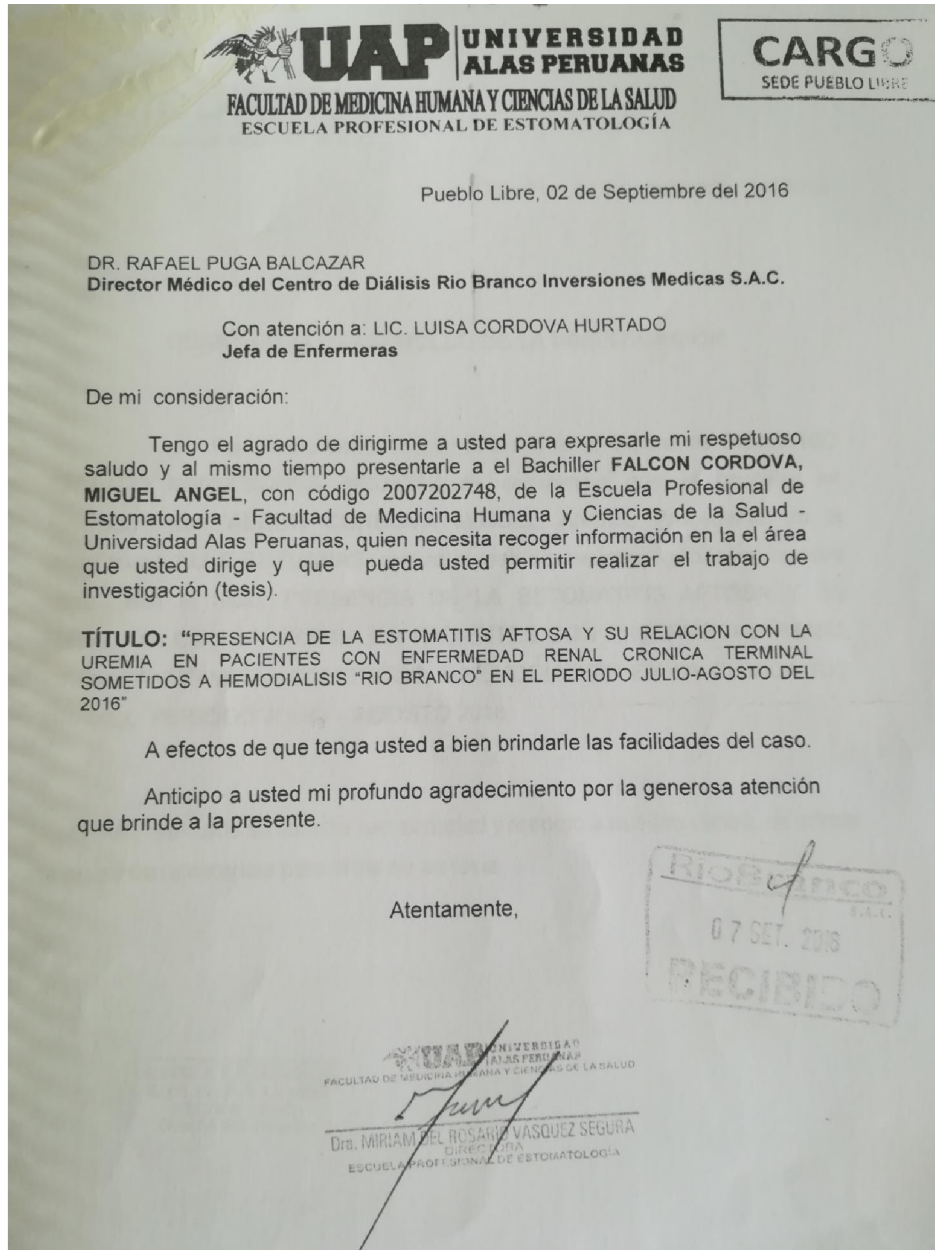 UAP UNIVERSIDAD
ALAS PERUANAS
FACULTAD DE MEDICINA HUMANA Y CIENCIAS DE LA SALUD
ESCUELA PROFESIONAL DE ESTOMATOLOGÍA
CARGO
SEDE PUEBLO LIBRE
Pueblo Libre, 02 de Septiembre del 2016
DR. RAFAEL PUGA BALCAZAR
Director Médico del Centro de Diálisis Rio Branco Inversiones Medicas S.A.C.
Con atención a: LIC. LUISA CORDOVA HURTADO
Jefa de Enfermeras
De mi consideración:
Tengo el agrado de dirigirme a usted para expresarle mi respetuoso
saludo y al mismo tiempo presentarle a el Bachiller FALCON CORDOVA,
MIGUEL ANGEL, con código 2007202748, de la Escuela Profesional de
Estomatología - Facultad de Medicina Humana y Ciencias de la Salud -
Universidad Alas Peruanas, quien necesita recoger información en la el área
que usted dirige y que pueda usted permitir realizar el trabajo de
investigación (tesis).
TÍTULO: "PRESENCIA DE LA ESTOMATITIS AFTOSA Y SU RELACION CON LA
UREMIA EN PACIENTES CON ENFERMEDAD RENAL CRONICA TERMINAL
SOMETIDOS A HEMODIALISIS "RIO BRANCO" EN EL PERIODO JULIO-AGOSTO DEL
2016"
A efectos de que tenga usted a bien brindarle las facilidades del caso.
Anticipo a usted mi profundo agradecimiento por la generosa atención
que brinde a la presente.
Atentamente,
RioBranco
S.A.C.
07 SET. 2016
RECIBIDO
UAP UNIVERSIDAD
ALAS PERUANAS
FACULTAD DE MEDICINA HUMANA Y CIENCIAS DE LA SALUD
Dra. MIRIAM DEL ROSARIO VASQUEZ SEGURA
DIRECTORA
ESCUELA PROFESIONAL DE ESTOMATOLOGÍA